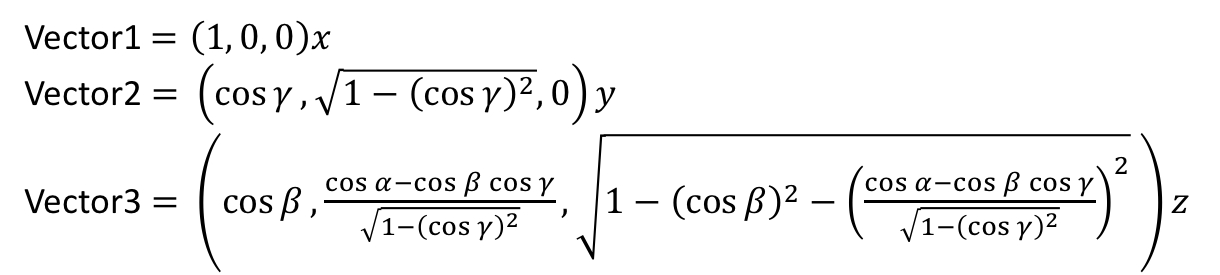 Vector1 = (1, 0, 0)x
Vector2 = (cos γ , √(1 − (cos γ)²), 0) y
Vector3 = (cos β , (cos α−cos β cos γ)/√(1−(cos γ)²), √(1 − (cos β)² − ((cos α−cos β cos γ)/√(1−(cos γ)²))²)) z